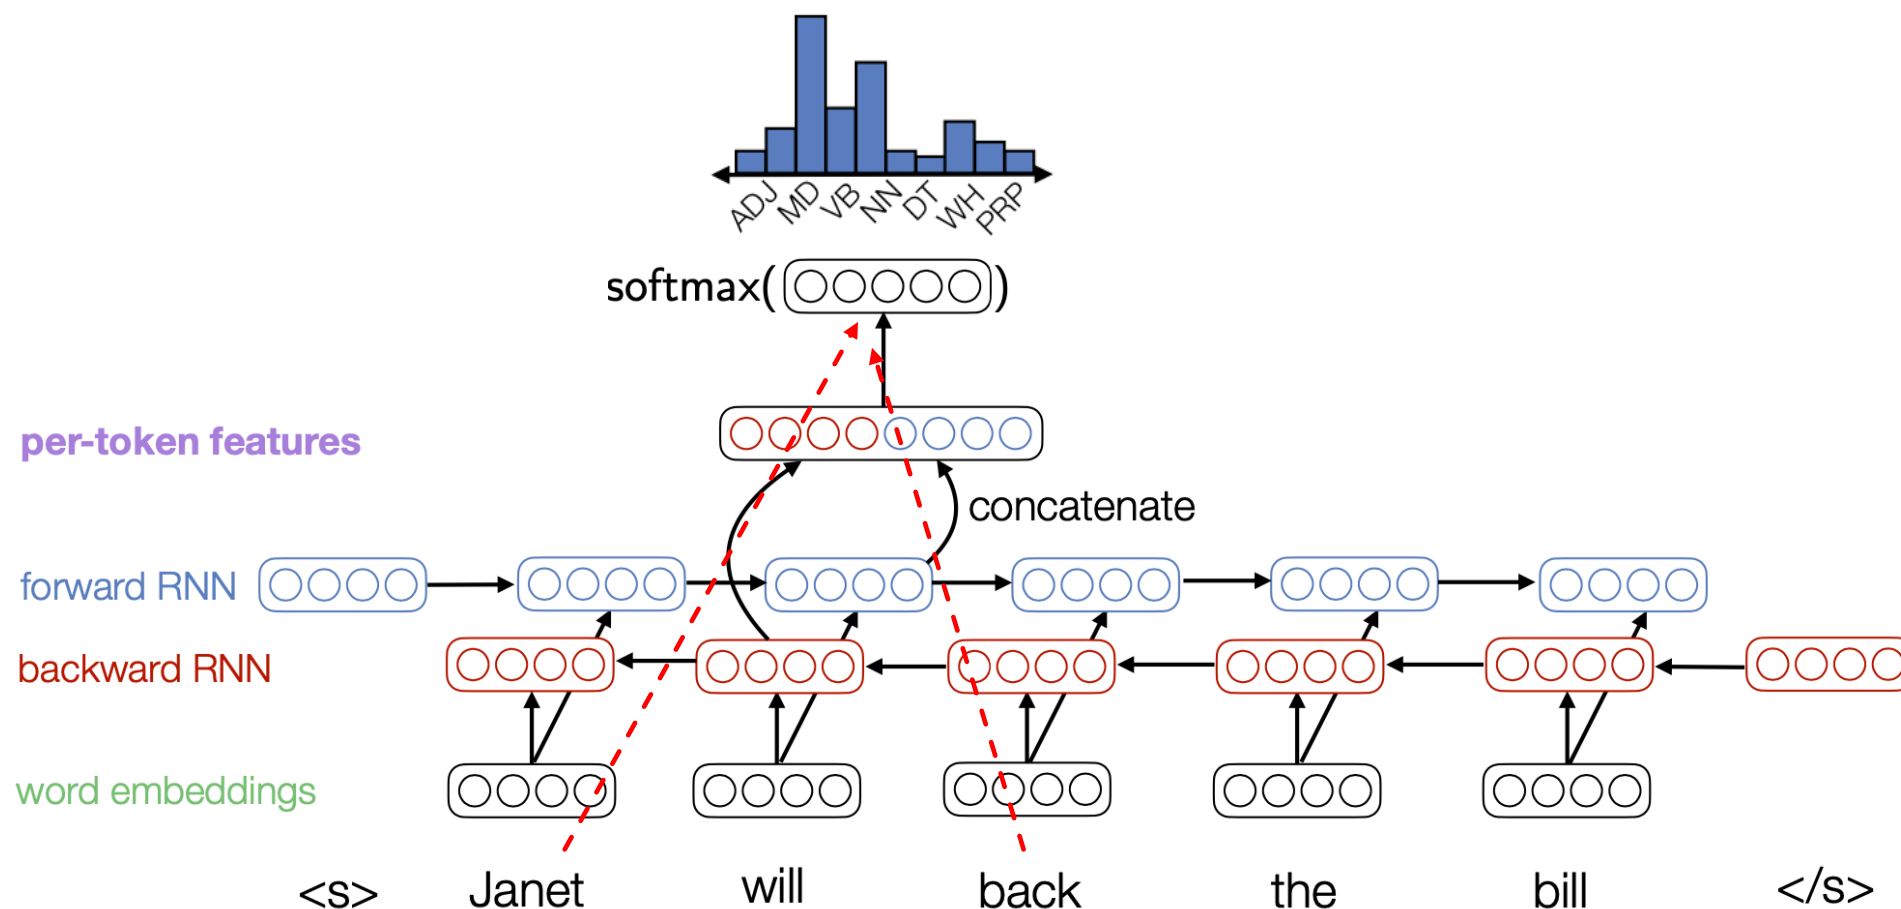 ADJ MD VB NN DT WH PRP
softmax( )
per-token features
concatenate
forward RNN
backward RNN
word embeddings
<s> Janet will back the bill </s>